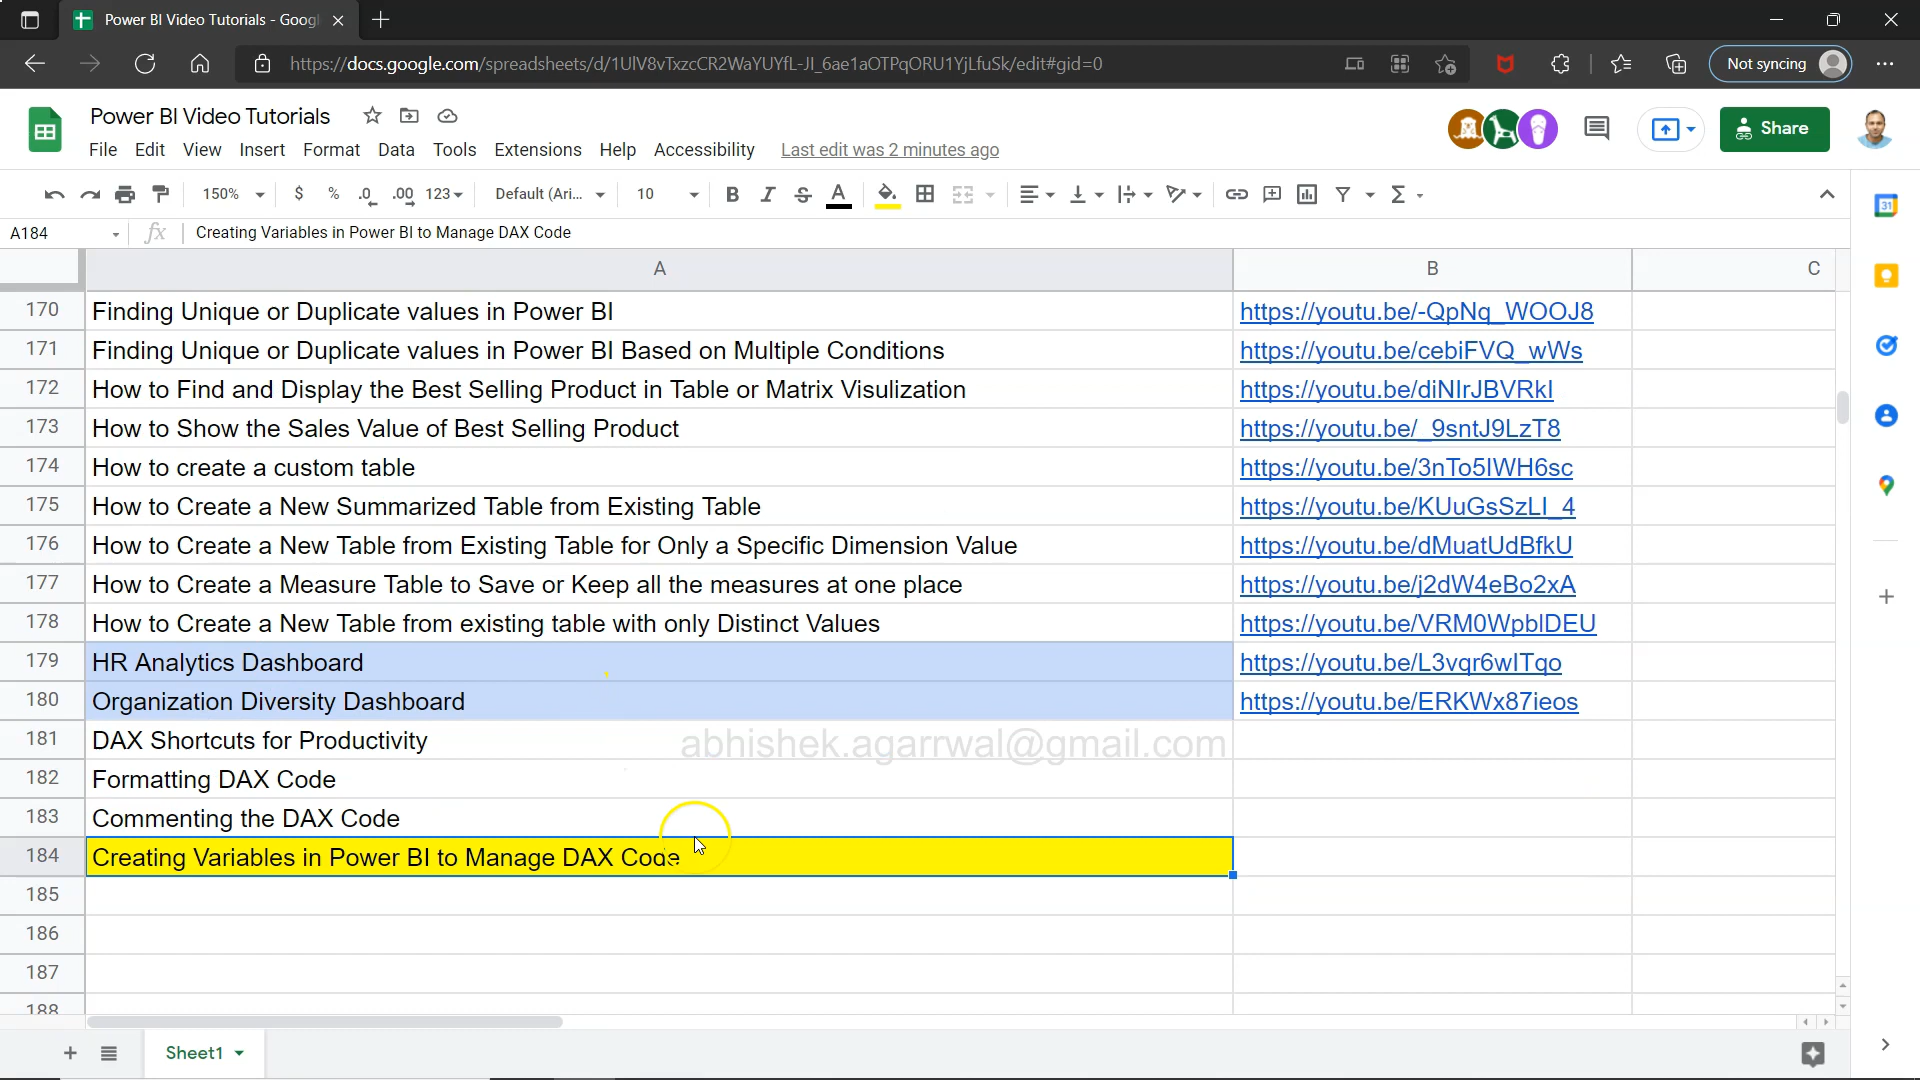 Power BI Video Tutorials - Goog
https://docs.google.com/spreadsheets/d/1UlV8vTxzcCR2WaYUYfL-JI_6ae1aOTPqORU1YjLfuSk/edit#gid=0
Not syncing
Power BI Video Tutorials
File Edit View Insert Format Data Tools Extensions Help Accessibility Last edit was 2 minutes ago
Share
150% $ % .0 .00 123 Default (Ari... 10 B I S A
31
A184 fx Creating Variables in Power BI to Manage DAX Code
A B C
170 Finding Unique or Duplicate values in Power BI https://youtu.be/-QpNq_WOOJ8
171 Finding Unique or Duplicate values in Power BI Based on Multiple Conditions https://youtu.be/cebiFVQ_wWs
172 How to Find and Display the Best Selling Product in Table or Matrix Visulization https://youtu.be/diNIrJBVRkI
173 How to Show the Sales Value of Best Selling Product https://youtu.be/_9sntJ9LzT8
174 How to create a custom table https://youtu.be/3nTo5IWH6sc
175 How to Create a New Summarized Table from Existing Table https://youtu.be/KUuGsSzLI_4
176 How to Create a New Table from Existing Table for Only a Specific Dimension Value https://youtu.be/dMuatUdBfkU
177 How to Create a Measure Table to Save or Keep all the measures at one place https://youtu.be/j2dW4eBo2xA
178 How to Create a New Table from existing table with only Distinct Values https://youtu.be/VRM0WpblDEU
179 HR Analytics Dashboard https://youtu.be/L3vqr6wlTqo
180 Organization Diversity Dashboard https://youtu.be/ERKWx87ieos
181 DAX Shortcuts for Productivity
abhishek.agarrwal@gmail.com
182 Formatting DAX Code
183 Commenting the DAX Code
184 Creating Variables in Power BI to Manage DAX Code
185
186
187
188
Sheet1